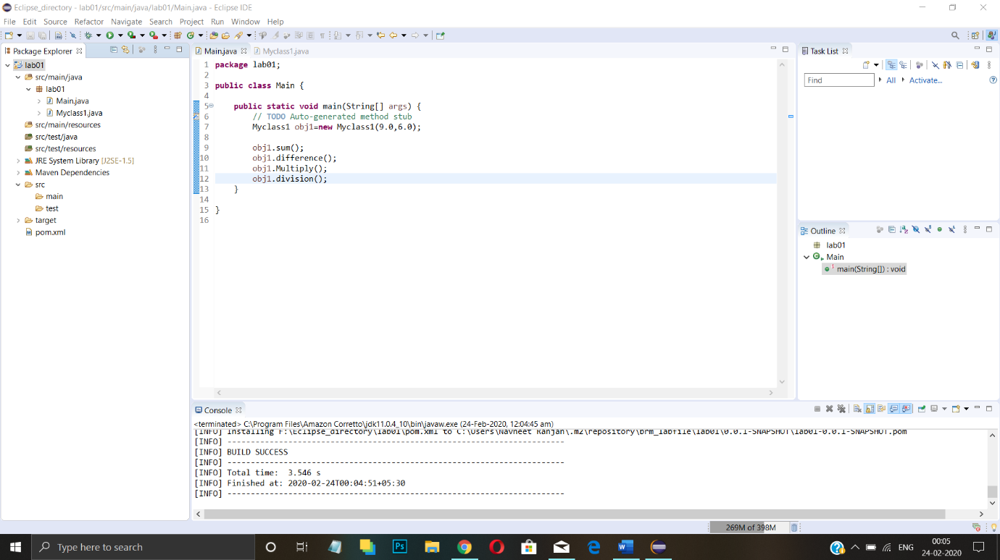 Eclipse_directory - lab01/src/main/java/lab01/Main.java - Eclipse IDE
File Edit Source Refactor Navigate Search Project Run Window Help
Package Explorer
lab01
src/main/java
lab01
Main.java
Myclass1.java
src/main/resources
src/test/java
src/test/resources
JRE System Library [J2SE-1.5]
Maven Dependencies
src
main
test
target
pom.xml
Main.java Myclass1.java
1 package lab01;
2
3 public class Main {
4
5 public static void main(String[] args) {
6 // TODO Auto-generated method stub
7 Myclass1 obj1=new Myclass1(9.0,6.0);
8
9 obj1.sum();
10 obj1.difference();
11 obj1.Multiply();
12 obj1.division();
13 }
14
15 }
16
Task List
Find All Activate...
Outline
lab01
Main
main(String[]) : void
Console
<terminated> C:\Program Files\Amazon Corretto\jdk11.0.4_10\bin\javaw.exe (24-Feb-2020, 12:04:45 am)
[INFO] Installing F:\Eclipse_directory\lab01\pom.xml to C:\Users\Navneet Ranjan\.m2\repository\brm_labfile\lab01\0.0.1-SNAPSHOT\lab01-0.0.1-SNAPSHOT.pom
[INFO] ------------------------------------------------------------------------
[INFO] BUILD SUCCESS
[INFO] ------------------------------------------------------------------------
[INFO] Total time:  3.546 s
[INFO] Finished at: 2020-02-24T00:04:51+05:30
[INFO] ------------------------------------------------------------------------
269M of 398M
Type here to search
Ps
ENG
00:05
24-02-2020